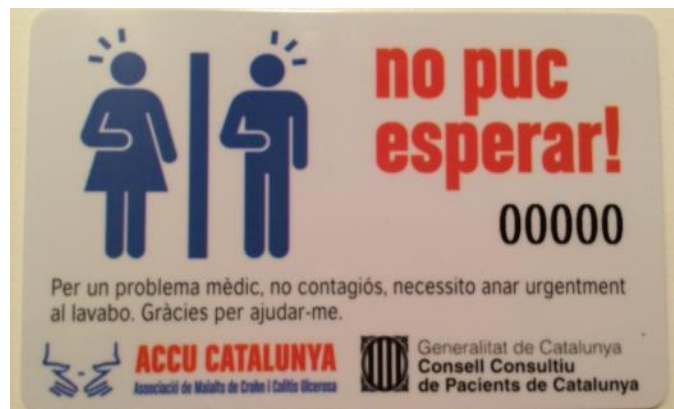 no puc
esperar!
00000
Per un problema mèdic, no contagiós, necessito anar urgentment
al lavabo. Gràcies per ajudar-me.
ACCU CATALUNYA
Associació de Malalts de Crohn i Colitis Ulcerosa
Generalitat de Catalunya
Consell Consultiu
de Pacients de Catalunya